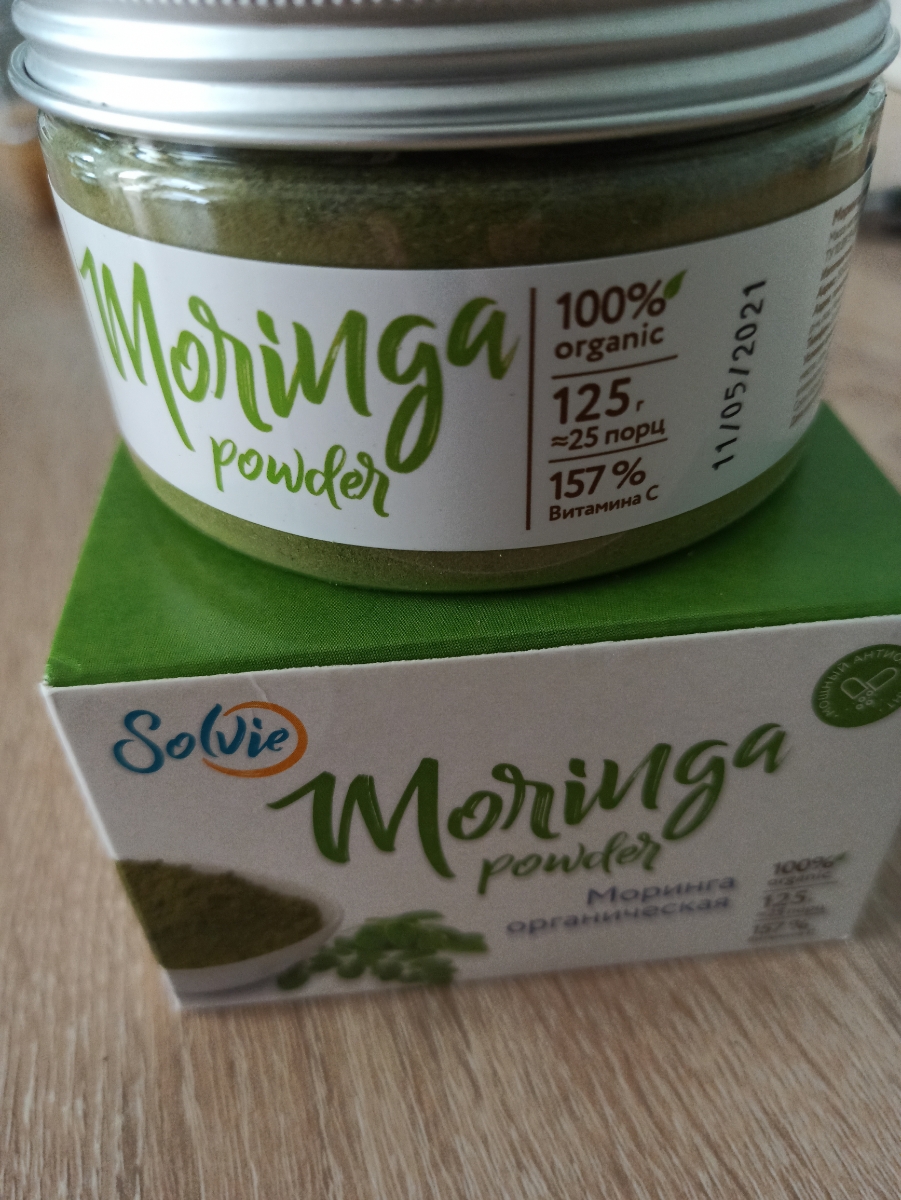 Moringa
powder
100%
organic
125 г
≈25 порц
157 %
Витамина С
11/05/2021
Solvie
Moringa
powder
Моринга
органическая
МОЩНЫЙ
100%
organic
125
157 %